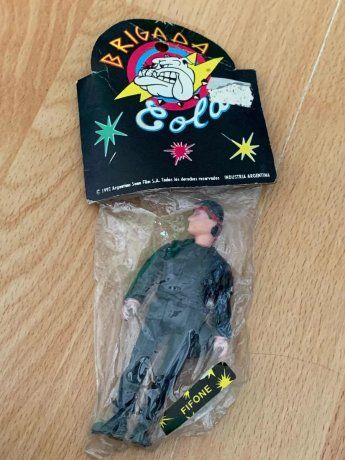 BRIGADA
Cola
© 1992 Argentina Sono Film S.A. Todos los derechos reservados INDUSTRIA ARGENTINA
FIFONE